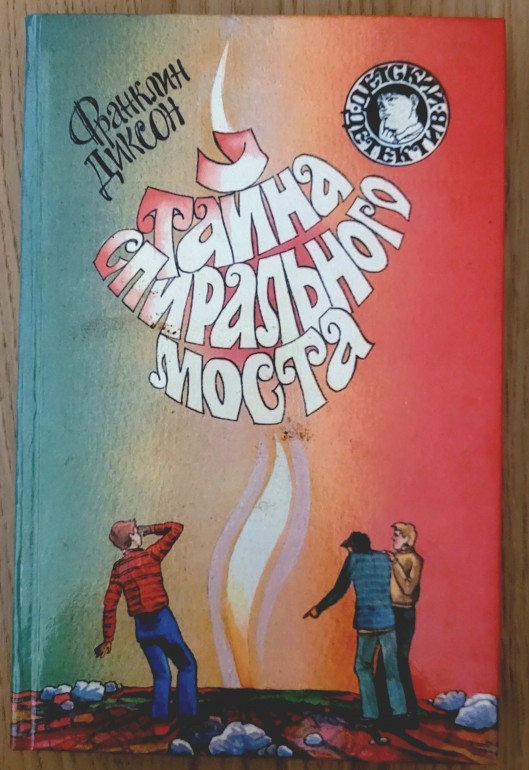 Франклин
Диксон
Детский
Детектив
Тайна
спирального
моста